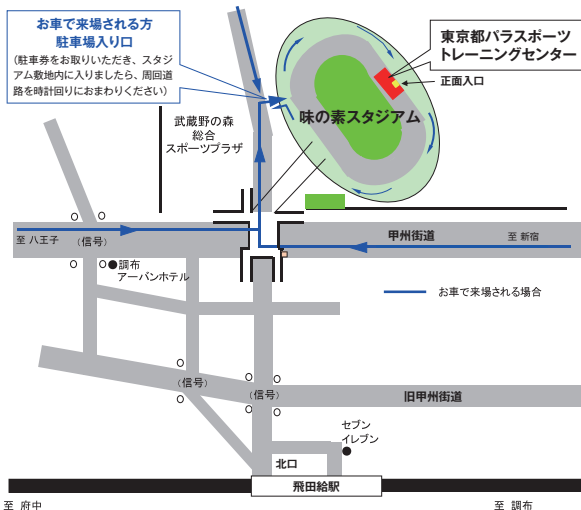 お車で来場される方
駐車場入り口
(駐車券をお取りいただき、スタジ
アム敷地内に入りましたら、周回道
路を時計回りにおまわりください)
東京都パラスポーツ
トレーニングセンター
正面入口
味の素スタジアム
武蔵野の森
総合
スポーツプラザ
至 八王子
(信号)
甲州街道
至 新宿
調布
アーバンホテル
お車で来場される場合
(信号)
(信号)
旧甲州街道
セブン
イレブン
北口
飛田給駅
至 府中
至 調布